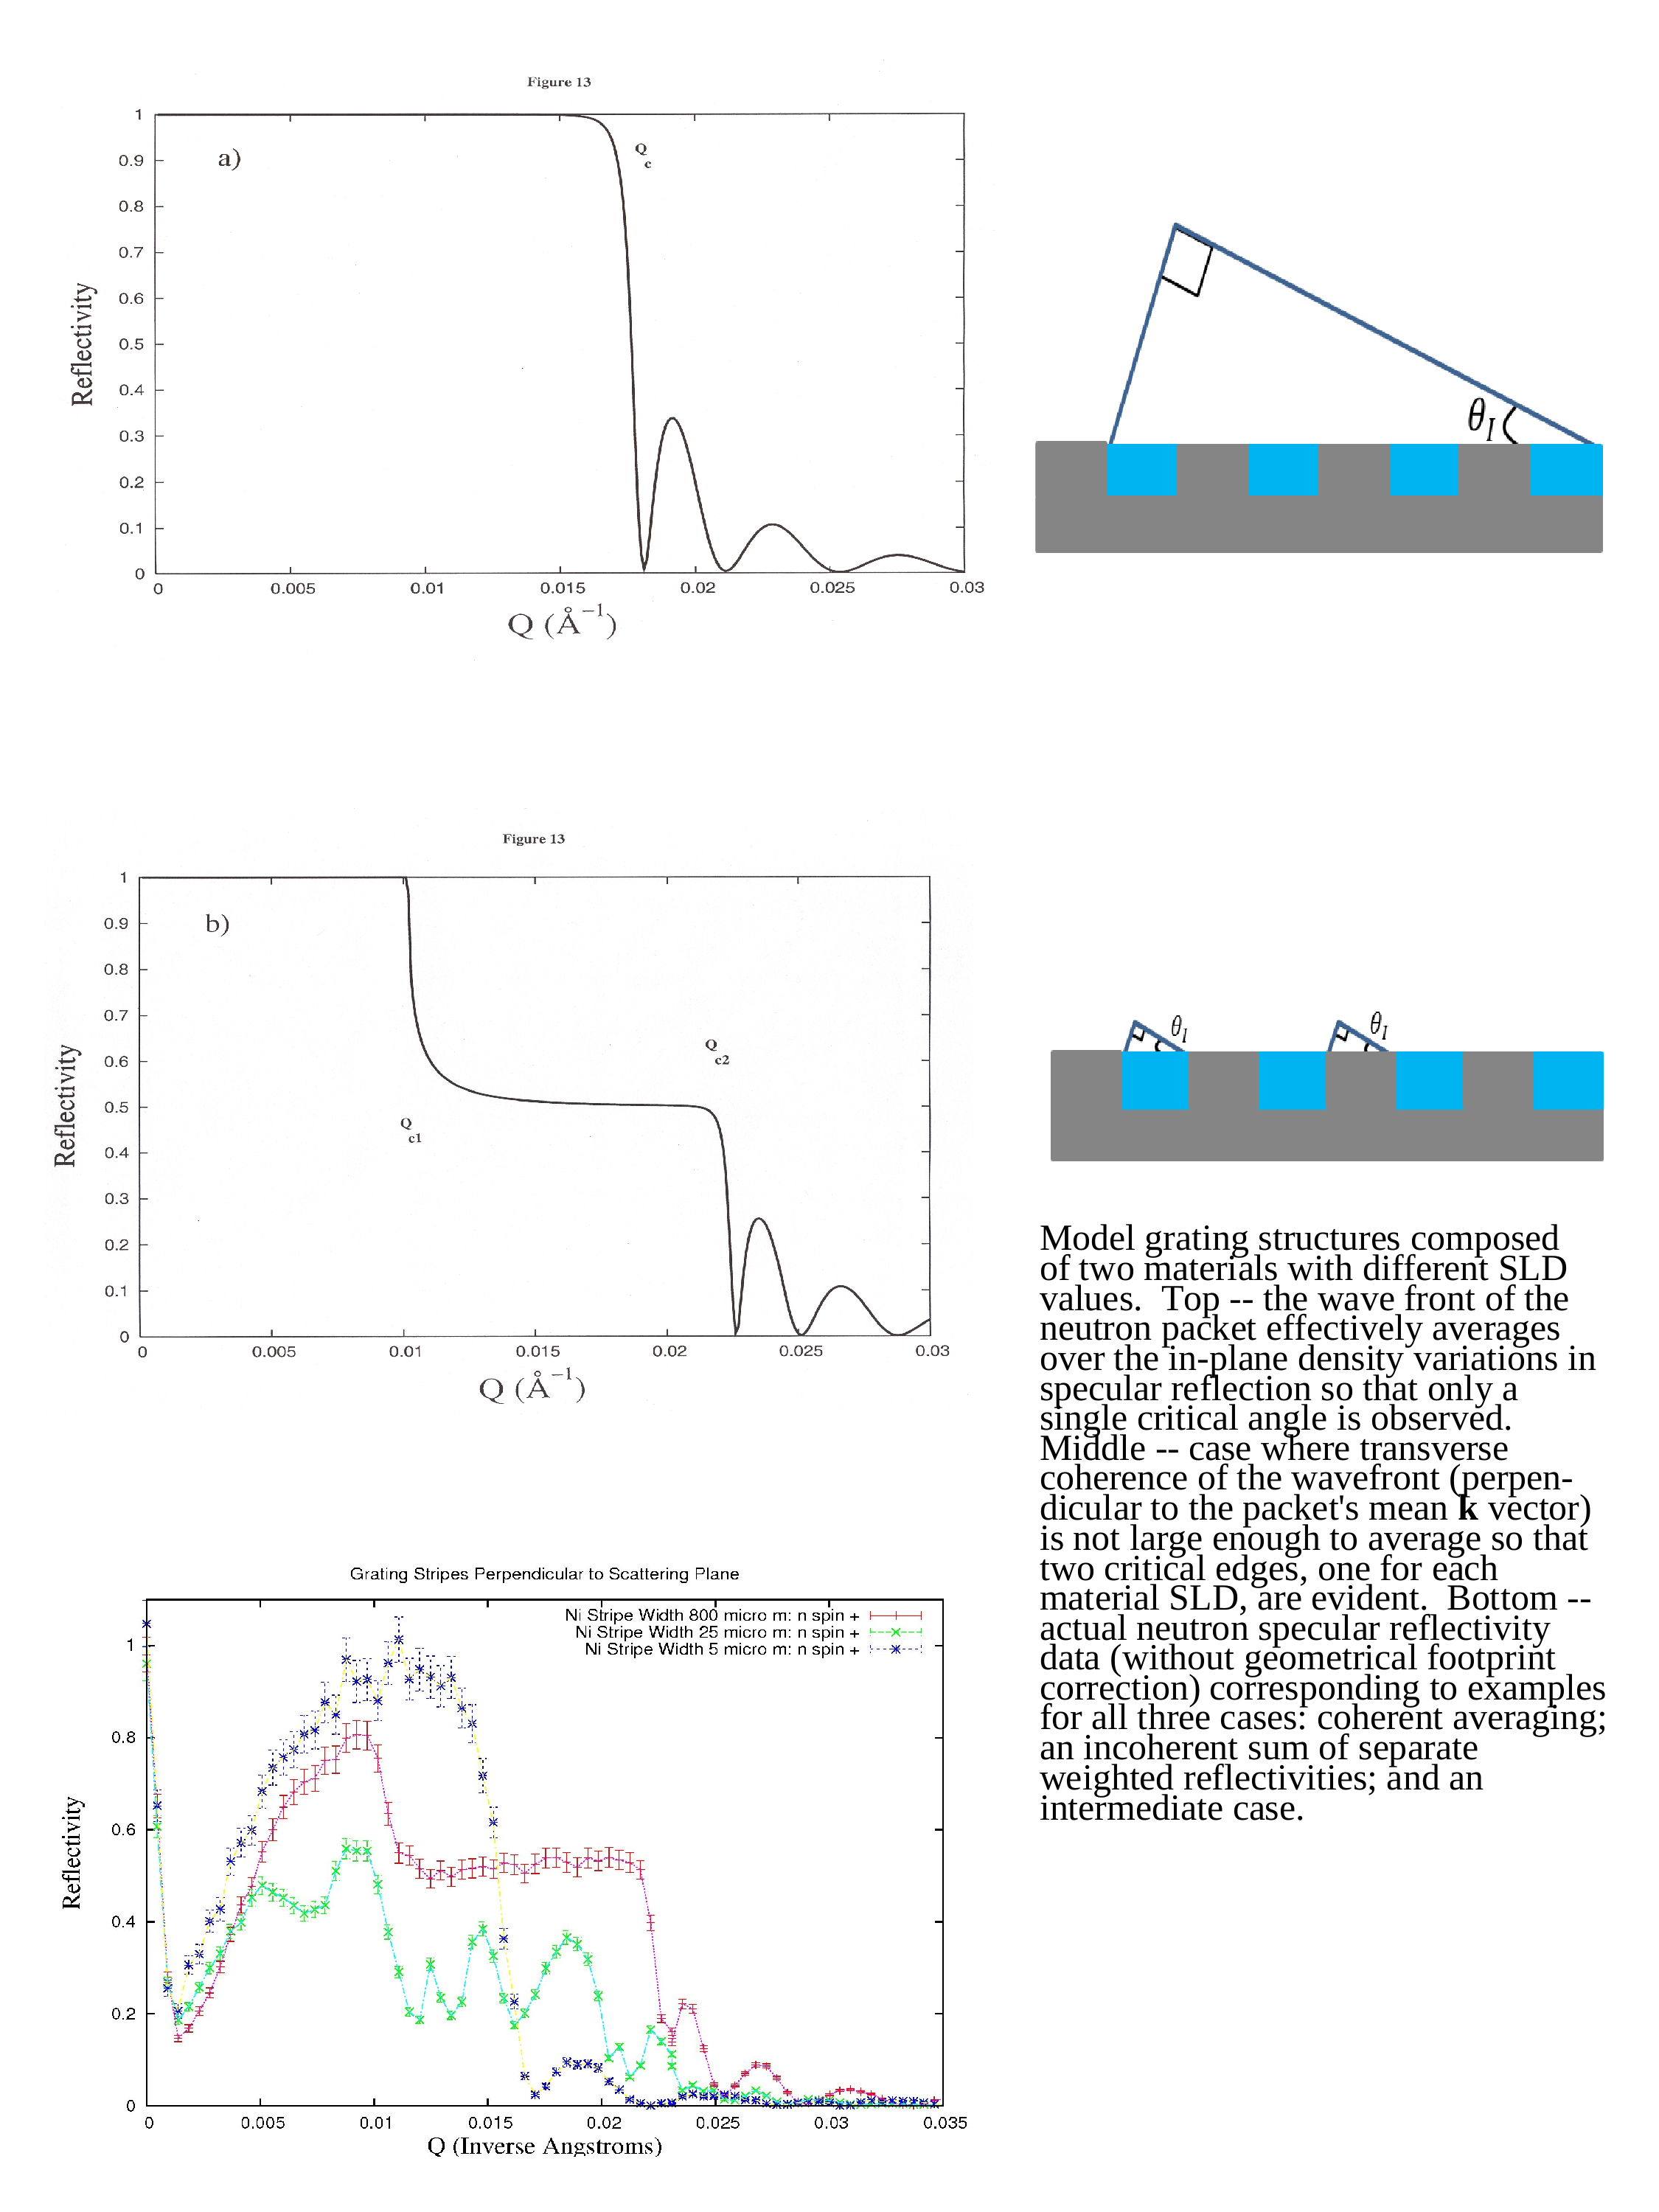 Figure 13
1
0.9
0.8
0.7
0.6
0.5
0.4
0.3
0.2
0.1
0
a)
Q
c
Reflectivity
0 0.005 0.01 0.015 0.02 0.025 0.03
Q (Å⁻¹)
θ_I
Figure 13
1
0.9
0.8
0.7
0.6
0.5
0.4
0.3
0.2
0.1
0
b)
Q
c2
Q
c1
Reflectivity
0 0.005 0.01 0.015 0.02 0.025 0.03
Q (Å⁻¹)
θ_I θ_I
Model grating structures composed
of two materials with different SLD
values.  Top -- the wave front of the
neutron packet effectively averages
over the in-plane density variations in
specular reflection so that only a
single critical angle is observed.
Middle -- case where transverse
coherence of the wavefront (perpen-
dicular to the packet's mean k vector)
is not large enough to average so that
two critical edges, one for each
material SLD, are evident.  Bottom --
actual neutron specular reflectivity
data (without geometrical footprint
correction) corresponding to examples
for all three cases: coherent averaging;
an incoherent sum of separate
weighted reflectivities; and an
intermediate case.
Grating Stripes Perpendicular to Scattering Plane
Ni Stripe Width 800 micro m: n spin +
Ni Stripe Width 25 micro m: n spin +
Ni Stripe Width 5 micro m: n spin +
1
0.8
0.6
0.4
0.2
0
Reflectivity
0 0.005 0.01 0.015 0.02 0.025 0.03 0.035
Q (Inverse Angstroms)